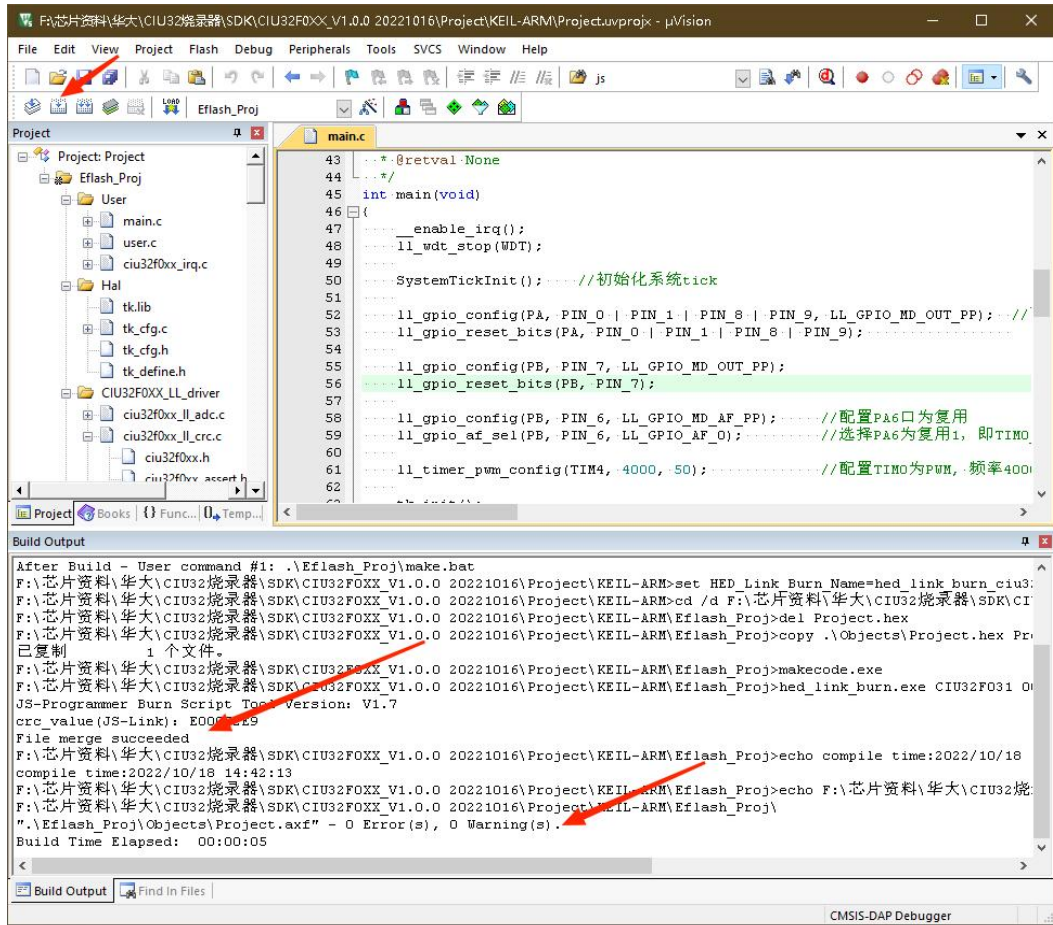 F:\芯片资料\华大\CIU32烧录器\SDK\CIU32F0XX_V1.0.0 20221016\Project\KEIL-ARM\Project.uvprojx - µVision
File Edit View Project Flash Debug Peripherals Tools SVCS Window Help
js
LOAD Eflash_Proj
Project
main.c
Project: Project
Eflash_Proj
User
main.c
user.c
ciu32f0xx_irq.c
Hal
tk.lib
tk_cfg.c
tk_cfg.h
tk_define.h
CIU32F0XX_LL_driver
ciu32f0xx_ll_adc.c
ciu32f0xx_ll_crc.c
ciu32f0xx.h
ciu32f0xx_assert.h
43 * @retval None
44 */
45 int main(void)
46 {
47 __enable_irq();
48 ll_wdt_stop(WDT);
49
50 SystemTickInit(); //初始化系统tick
51
52 ll_gpio_config(PA, PIN_0 | PIN_1 | PIN_8 | PIN_9, LL_GPIO_MD_OUT_PP); //
53 ll_gpio_reset_bits(PA, PIN_0 | PIN_1 | PIN_8 | PIN_9);
54
55 ll_gpio_config(PB, PIN_7, LL_GPIO_MD_OUT_PP);
56 ll_gpio_reset_bits(PB, PIN_7);
57
58 ll_gpio_config(PB, PIN_6, LL_GPIO_MD_AF_PP); //配置PA6口为复用
59 ll_gpio_af_sel(PB, PIN_6, LL_GPIO_AF_0); //选择PA6为复用1, 即TIM0_
60
61 ll_timer_pwm_config(TIM4, 4000, 50); //配置TIM0为PWM, 频率400
62
Project Books {} Func... 0 Temp...
Build Output
After Build - User command #1: .\Eflash_Proj\make.bat
F:\芯片资料\华大\CIU32烧录器\SDK\CIU32F0XX_V1.0.0 20221016\Project\KEIL-ARM>set HED_Link_Burn_Name=hed_link_burn_ciu3
F:\芯片资料\华大\CIU32烧录器\SDK\CIU32F0XX_V1.0.0 20221016\Project\KEIL-ARM>cd /d F:\芯片资料\华大\CIU32烧录器\SDK\CI
F:\芯片资料\华大\CIU32烧录器\SDK\CIU32F0XX_V1.0.0 20221016\Project\KEIL-ARM\Eflash_Proj>del Project.hex
F:\芯片资料\华大\CIU32烧录器\SDK\CIU32F0XX_V1.0.0 20221016\Project\KEIL-ARM\Eflash_Proj>copy .\Objects\Project.hex Pr
已复制 1 个文件。
F:\芯片资料\华大\CIU32烧录器\SDK\CIU32F0XX_V1.0.0 20221016\Project\KEIL-ARM\Eflash_Proj>makecode.exe
F:\芯片资料\华大\CIU32烧录器\SDK\CIU32F0XX_V1.0.0 20221016\Project\KEIL-ARM\Eflash_Proj>hed_link_burn.exe CIU32F031 0
JS-Programmer Burn Script Tool Version: V1.7
crc_value(JS-Link):
File merge succeeded
F:\芯片资料\华大\CIU32烧录器\SDK\CIU32F0XX_V1.0.0 20221016\Project\KEIL-ARM\Eflash_Proj>echo compile time:2022/10/18
compile time:2022/10/18 14:42:13
F:\芯片资料\华大\CIU32烧录器\SDK\CIU32F0XX_V1.0.0 20221016\Project\KEIL-ARM\Eflash_Proj>echo F:\芯片资料\华大\CIU32烧
F:\芯片资料\华大\CIU32烧录器\SDK\CIU32F0XX_V1.0.0 20221016\Project\KEIL-ARM\Eflash_Proj\
".\Eflash_Proj\Objects\Project.axf" - 0 Error(s), 0 Warning(s).
Build Time Elapsed: 00:00:05
Build Output Find In Files
CMSIS-DAP Debugger